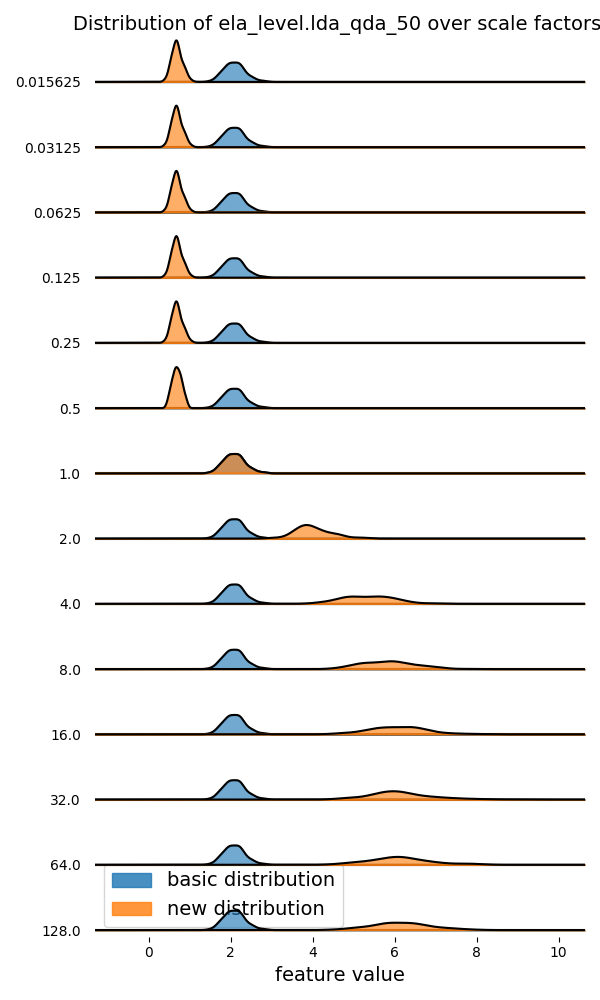 Distribution of ela_level.lda_qda_50 over scale factors
0.015625
0.03125
0.0625
0.125
0.25
0.5
1.0
2.0
4.0
8.0
16.0
32.0
64.0
basic distribution
new distribution
128.0
0 2 4 6 8 10
feature value